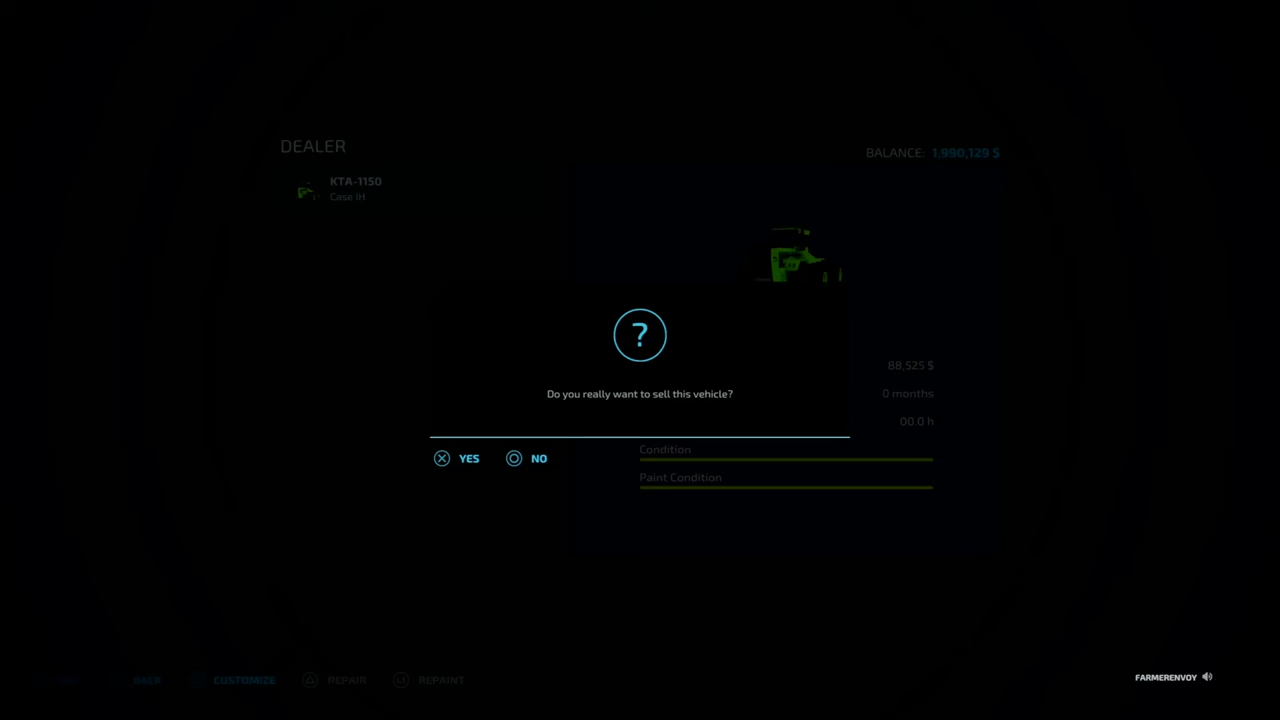 DEALER
BALANCE: 1,990,129 $
KTA-1150
Case IH
?
88,525 $
Do you really want to sell this vehicle?
0 months
00.0 h
Condition
YES NO
Paint Condition
BACK CUSTOMIZE REPAIR L1 REPAINT
FARMERENVOY